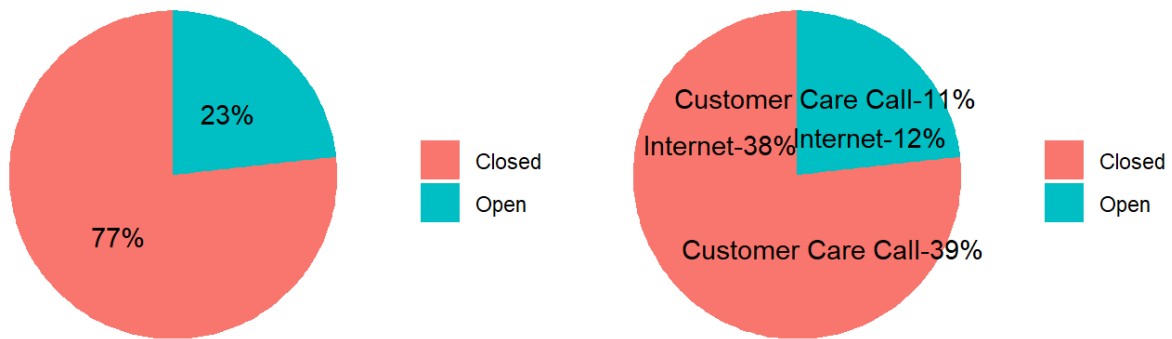 23%
77%
Closed
Open
Customer Care Call-11%
Internet-38%
Internet-12%
Customer Care Call-39%
Closed
Open